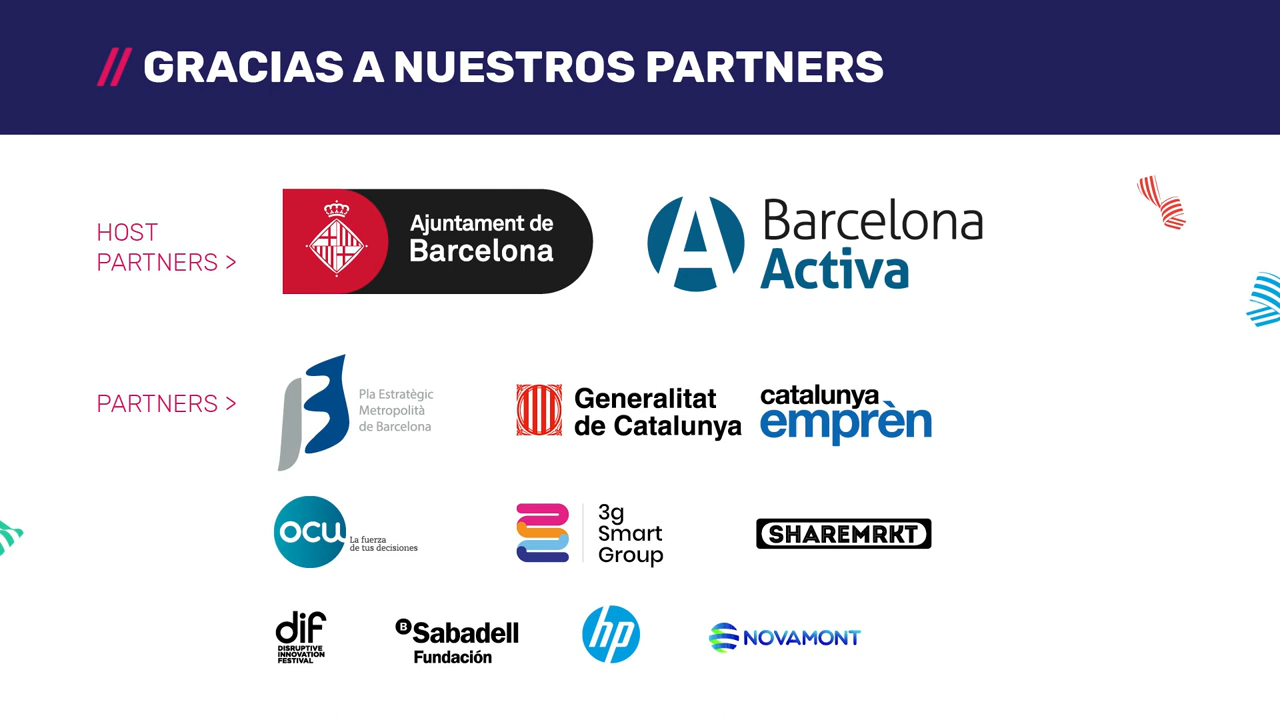 // GRACIAS A NUESTROS PARTNERS
HOST
PARTNERS >
Ajuntament de
Barcelona
A
Barcelona
Activa
PARTNERS >
Pla Estratègic
Metropolità
de Barcelona
Generalitat
de Catalunya
catalunya
emprèn
ocu
La fuerza
de tus decisiones
3g
Smart
Group
SHAREMRKT
dif
DISRUPTIVE
INNOVATION
FESTIVAL
B Sabadell
Fundación
hp
NOVAMONT